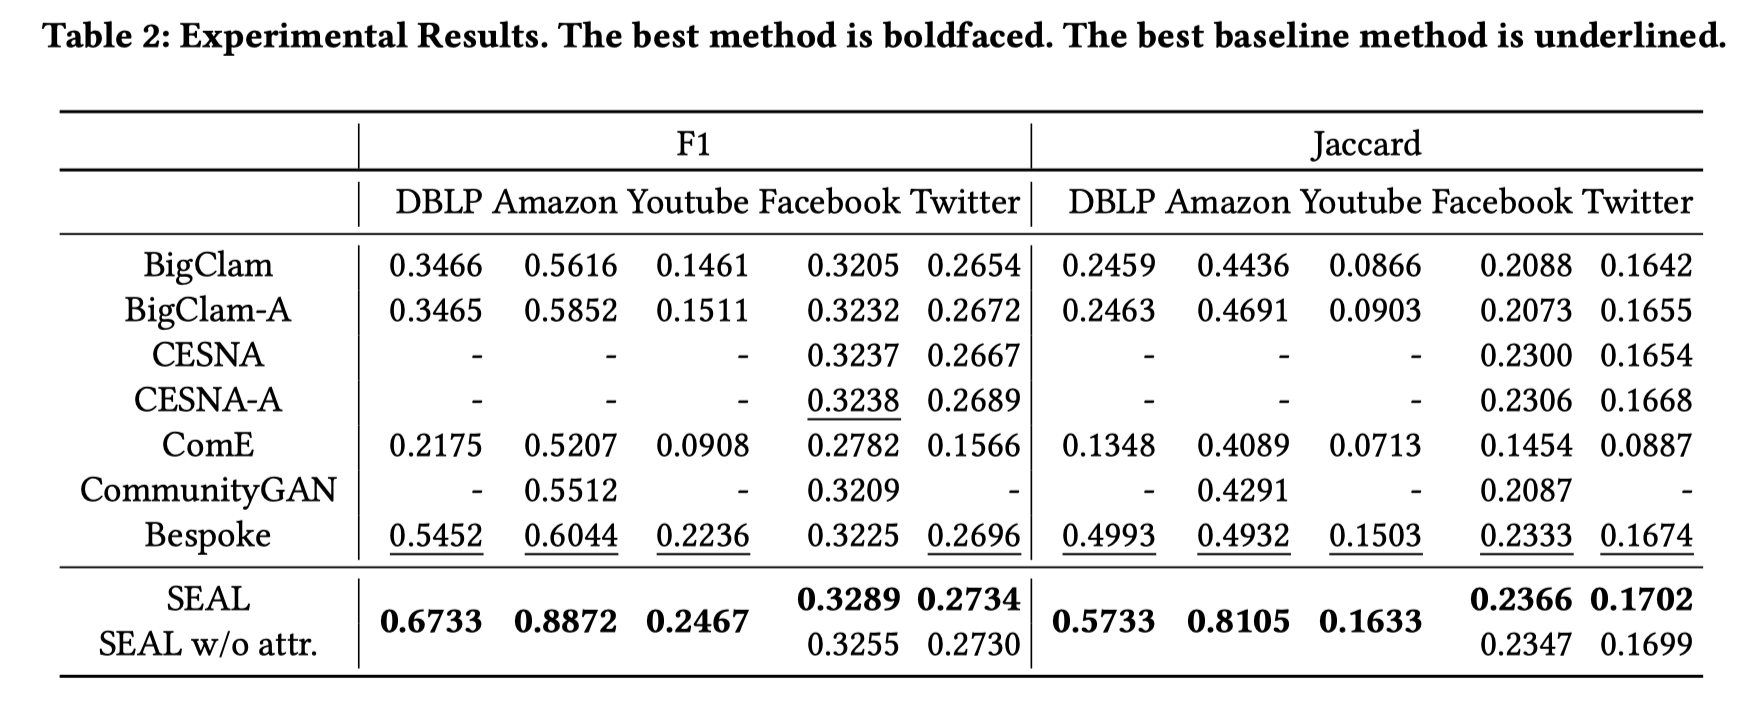 Table 2: Experimental Results. The best method is boldfaced. The best baseline method is underlined.
F1 Jaccard
DBLP Amazon Youtube Facebook Twitter DBLP Amazon Youtube Facebook Twitter
BigClam 0.3466 0.5616 0.1461 0.3205 0.2654 0.2459 0.4436 0.0866 0.2088 0.1642
BigClam-A 0.3465 0.5852 0.1511 0.3232 0.2672 0.2463 0.4691 0.0903 0.2073 0.1655
CESNA - - - 0.3237 0.2667 - - - 0.2300 0.1654
CESNA-A - - - 0.3238 0.2689 - - - 0.2306 0.1668
ComE 0.2175 0.5207 0.0908 0.2782 0.1566 0.1348 0.4089 0.0713 0.1454 0.0887
CommunityGAN - 0.5512 - 0.3209 - - 0.4291 - 0.2087 -
Bespoke 0.5452 0.6044 0.2236 0.3225 0.2696 0.4993 0.4932 0.1503 0.2333 0.1674
SEAL 0.3289 0.2734 0.2366 0.1702
0.6733 0.8872 0.2467 0.5733 0.8105 0.1633
SEAL w/o attr. 0.3255 0.2730 0.2347 0.1699